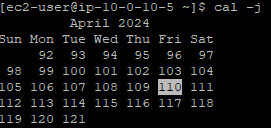 [ec2-user@ip-10-0-10-5 ~]$ cal -j
April 2024
Sun Mon Tue Wed Thu Fri Sat
92 93 94 95 96 97
98 99 100 101 102 103 104
105 106 107 108 109 110 111
112 113 114 115 116 117 118
119 120 121